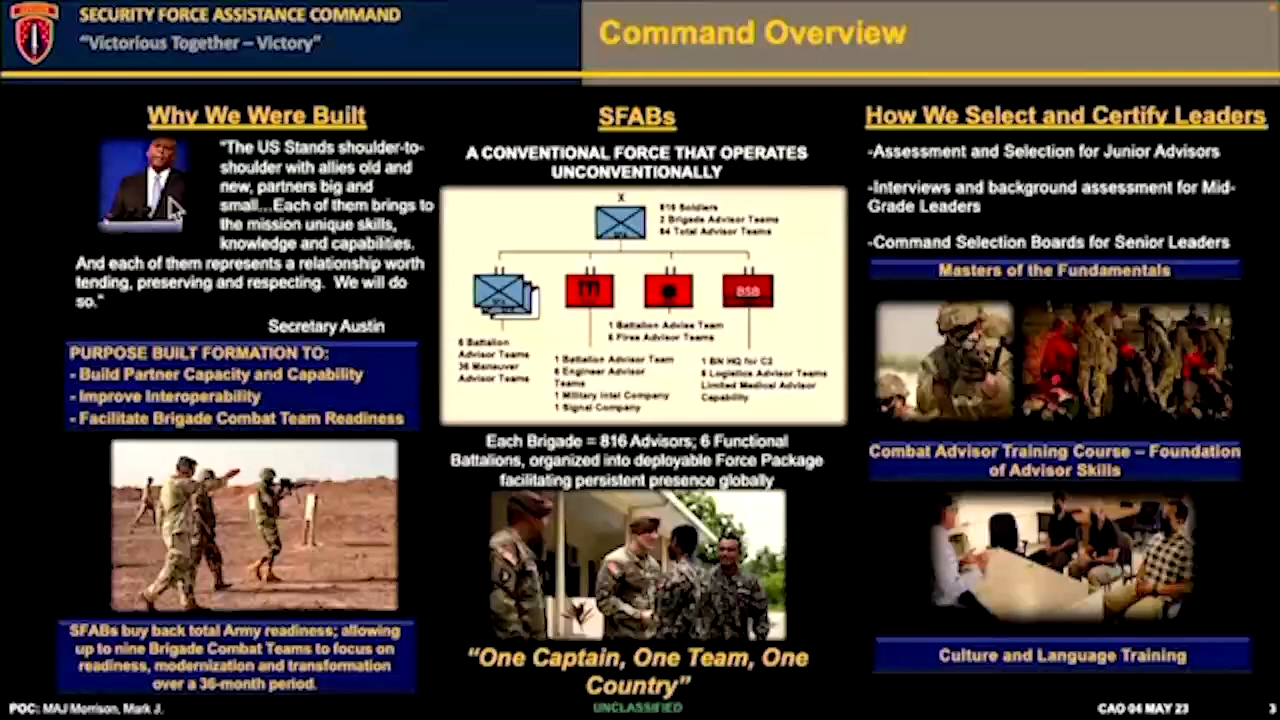 SECURITY FORCE ASSISTANCE COMMAND
"Victorious Together – Victory"
Command Overview
Why We Were Built
"The US Stands shoulder-to-
shoulder with allies old and
new, partners big and
small...Each of them brings to
the mission unique skills,
knowledge and capabilities.
And each of them represents a relationship worth
tending, preserving and respecting. We will do
so."
Secretary Austin
PURPOSE BUILT FORMATION TO:
- Build Partner Capacity and Capability
- Improve Interoperability
- Facilitate Brigade Combat Team Readiness
SFABs buy back total Army readiness; allowing
up to nine Brigade Combat Teams to focus on
readiness, modernization and transformation
over a 36-month period.
SFABs
A CONVENTIONAL FORCE THAT OPERATES
UNCONVENTIONALLY
X
816 Soldiers
2 Brigade Advisor Teams
64 Total Advisor Teams
BSB
6 Battalion
Advisor Teams
36 Maneuver
Advisor Teams
1 Battalion Advisor Team
6 Engineer Advisor
Teams
1 Military Intel Company
1 Signal Company
1 Battalion Advise Team
6 Fires Advisor Teams
1 BN HQ for C2
Logistics Advisor Teams
Limited Medical Advisor
Capability
Each Brigade = 816 Advisors; 6 Functional
Battalions, organized into deployable Force Package
facilitating persistent presence globally
"One Captain, One Team, One
Country"
How We Select and Certify Leaders
-Assessment and Selection for Junior Advisors
-Interviews and background assessment for Mid-
Grade Leaders
-Command Selection Boards for Senior Leaders
Masters of the Fundamentals
Combat Advisor Training Course – Foundation
of Advisor Skills
Culture and Language Training
POC: MAJ Morrison, Mark J.
UNCLASSIFIED
CAO 04 MAY 23
3